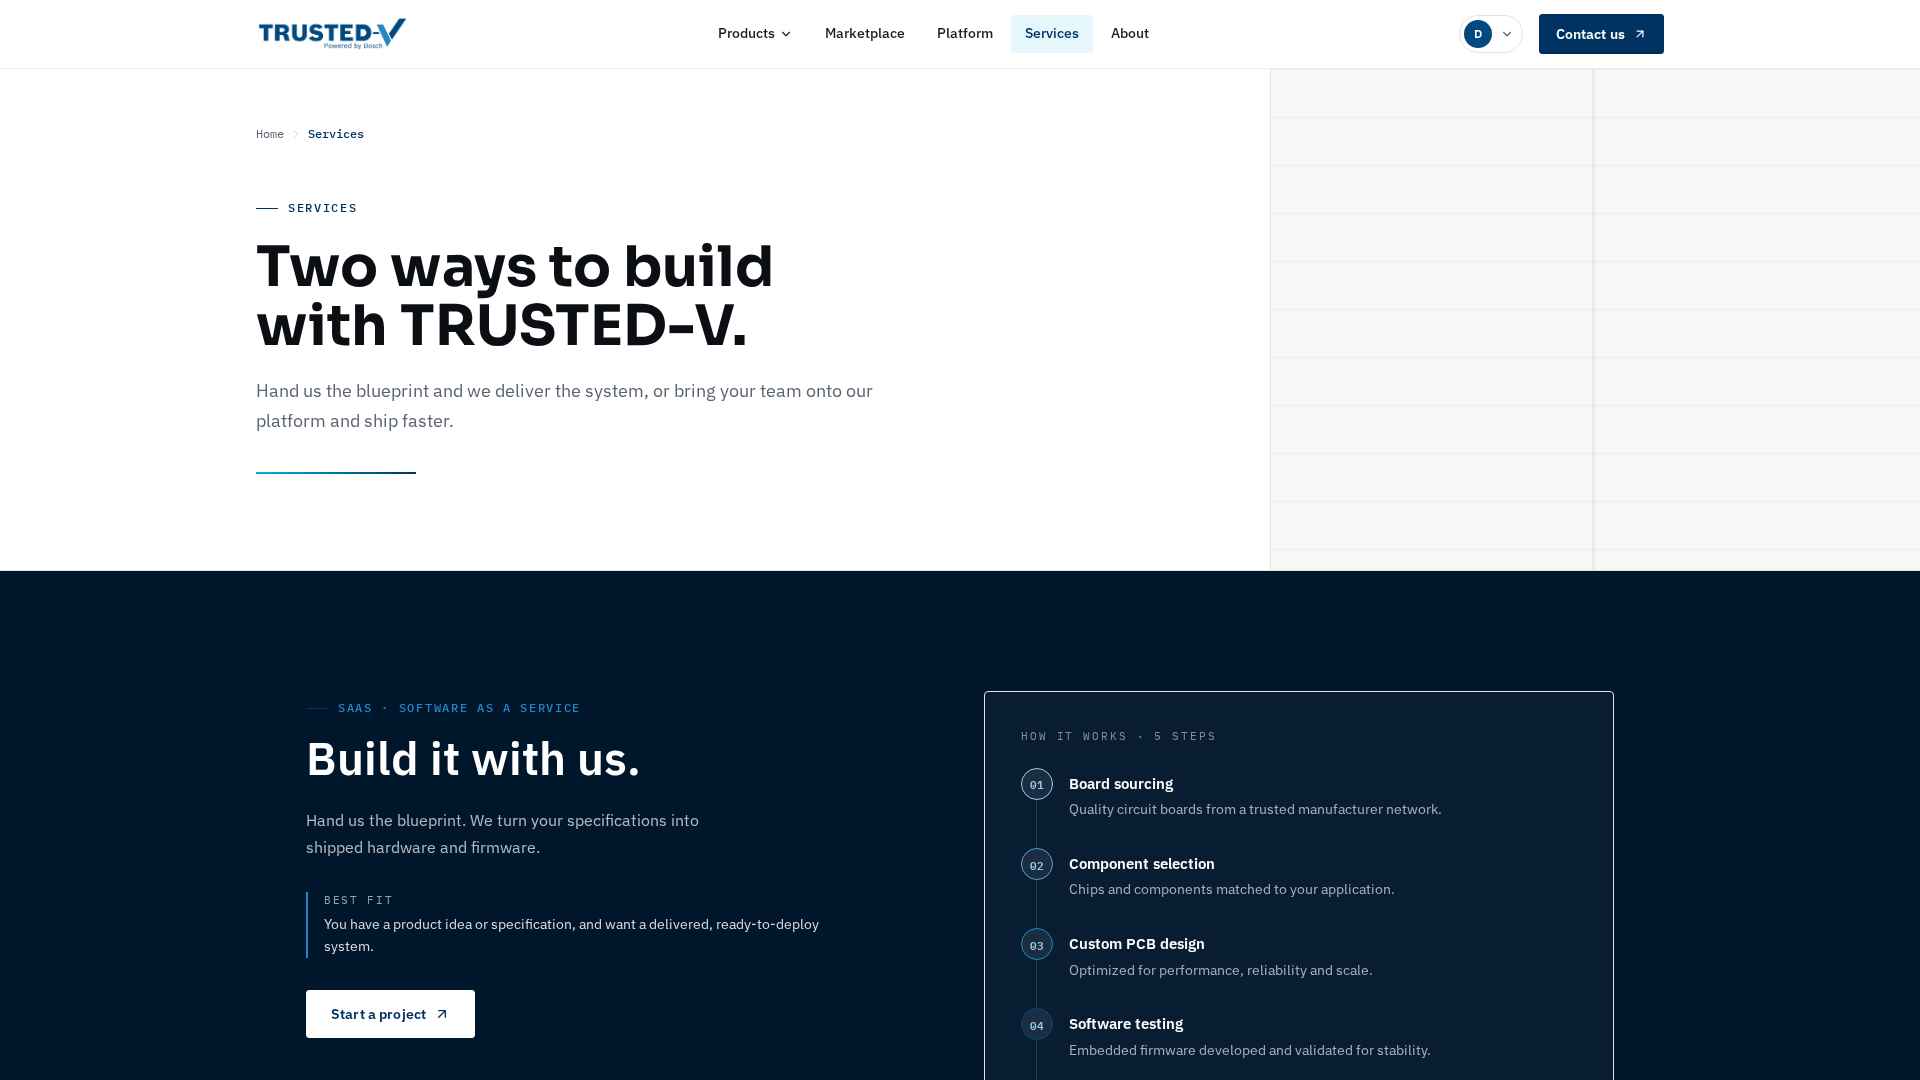 TRUSTED-V
Powered by Bosch
Products
Marketplace
Platform
Services
About
D
Contact us
Home
Services
SERVICES
Two ways to build
with TRUSTED-V.
Hand us the blueprint and we deliver the system, or bring your team onto our
platform and ship faster.
SAAS · SOFTWARE AS A SERVICE
Build it with us.
Hand us the blueprint. We turn your specifications into
shipped hardware and firmware.
BEST FIT
You have a product idea or specification, and want a delivered, ready-to-deploy
system.
Start a project
HOW IT WORKS · 5 STEPS
01
Board sourcing
Quality circuit boards from a trusted manufacturer network.
02
Component selection
Chips and components matched to your application.
03
Custom PCB design
Optimized for performance, reliability and scale.
04
Software testing
Embedded firmware developed and validated for stability.